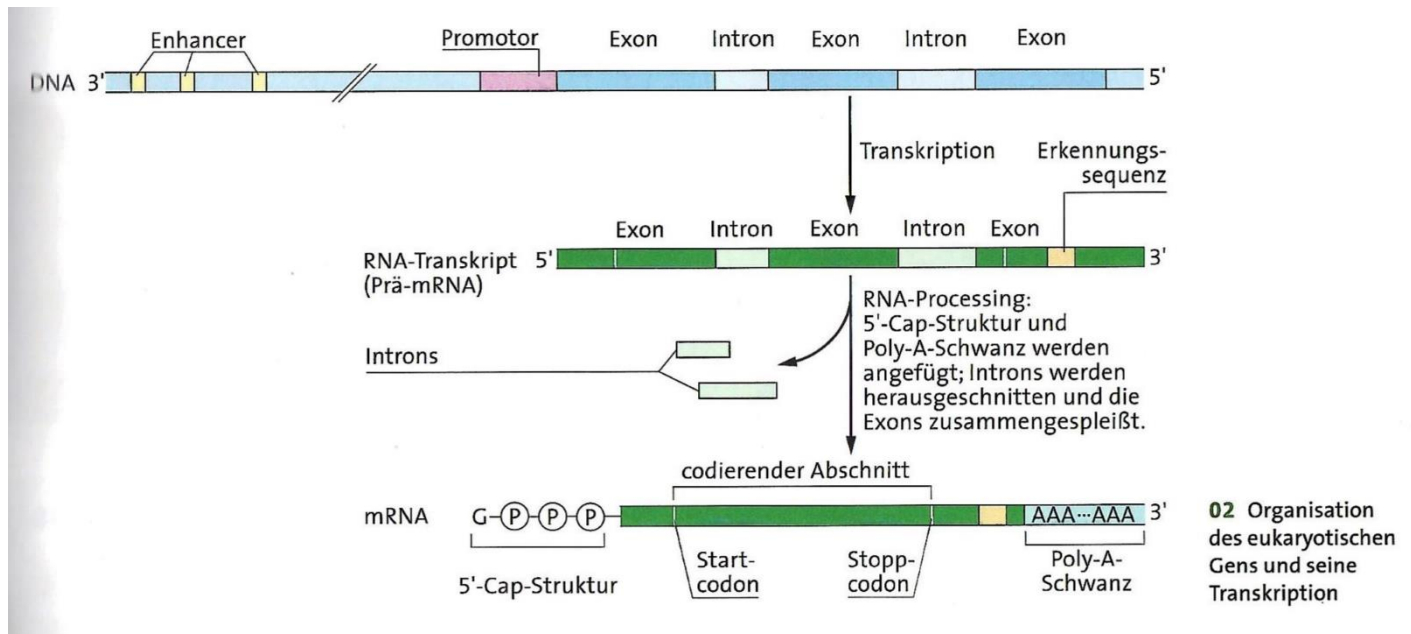 Enhancer
Promotor
Exon
Intron
Exon
Intron
Exon
DNA 3'
5'
Transkription
Erkennungs-
sequenz
Exon
Intron
Exon
Intron
Exon
RNA-Transkript
(Prä-mRNA)
5'
3'
RNA-Processing:
5'-Cap-Struktur und
Poly-A-Schwanz werden
angefügt; Introns werden
herausgeschnitten und die
Exons zusammengespleißt.
Introns
codierender Abschnitt
mRNA
G-P-P-P
AAA···AAA
3'
5'-Cap-Struktur
Start-
codon
Stopp-
codon
Poly-A-
Schwanz
02 Organisation
des eukaryotischen
Gens und seine
Transkription